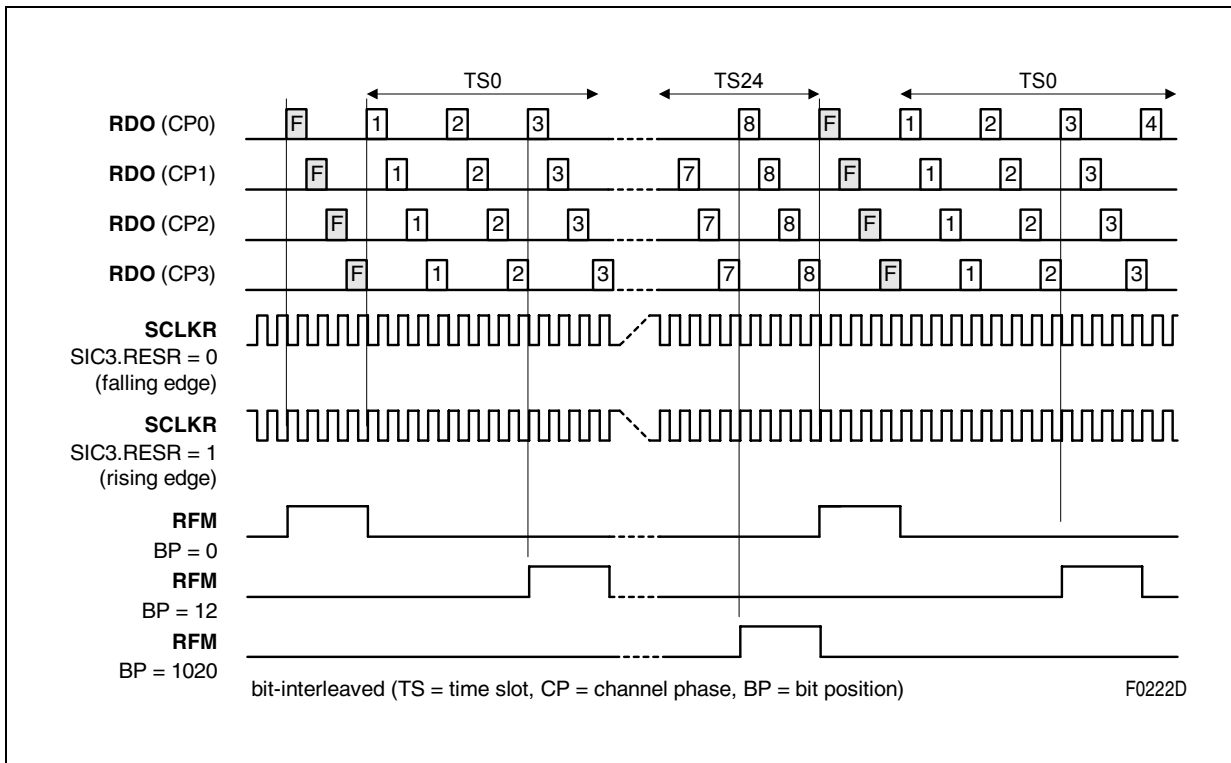 TS0 TS24 TS0
RDO (CP0) F 1 2 3 8 F 1 2 3 4
RDO (CP1) F 1 2 3 7 8 F 1 2 3
RDO (CP2) F 1 2 3 7 8 F 1 2 3
RDO (CP3) F 1 2 3 7 8 F 1 2 3
SCLKR
SIC3.RESR = 0
(falling edge)
SCLKR
SIC3.RESR = 1
(rising edge)
RFM
BP = 0
RFM
BP = 12
RFM
BP = 1020
bit-interleaved (TS = time slot, CP = channel phase, BP = bit position) F0222D